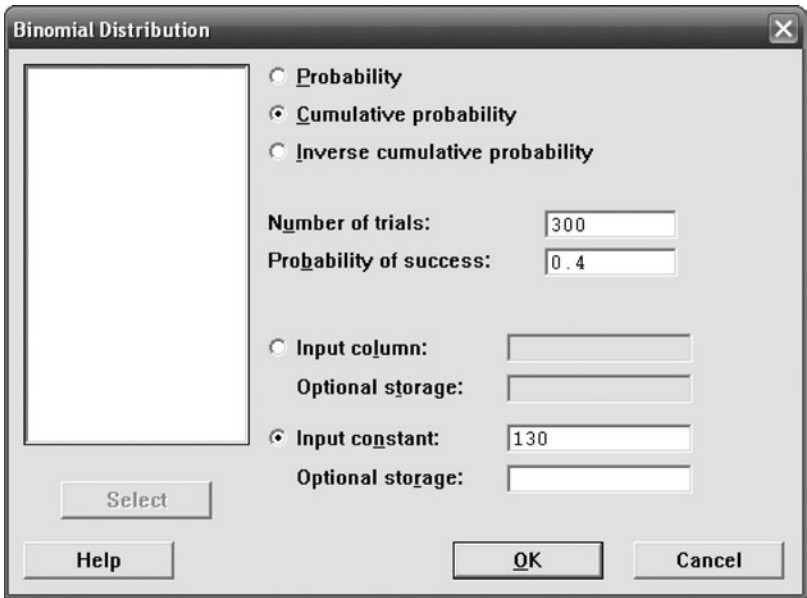 Binomial Distribution
Probability
Cumulative probability
Inverse cumulative probability
Number of trials: 300
Probability of success: 0.4
Input column:
Optional storage:
Input constant: 130
Optional storage:
Select
Help OK Cancel